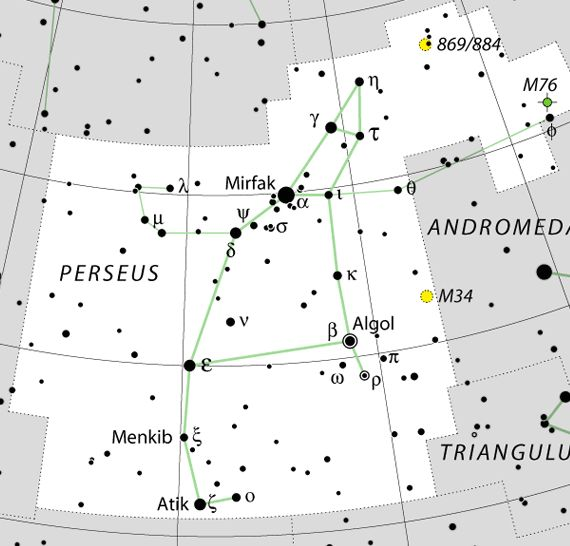 869/884
η
M76
γ
τ
ϕ
λ
Mirfak
α
ι
θ
μ
ψ
σ
δ
ANDROMEDA
PERSEUS
κ
M34
ν
β
Algol
ε
π
ω
ρ
Menkib
ξ
TRIANGULU
Atik
ζ
ο